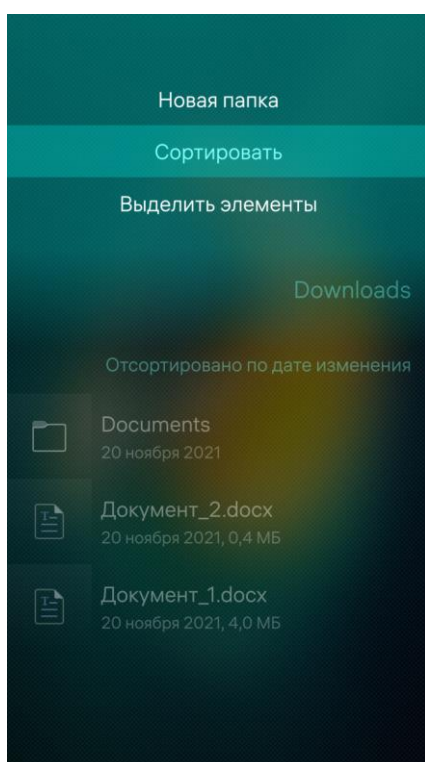 Новая папка
Сортировать
Выделить элементы
Downloads
Отсортировано по дате изменения
Documents
20 ноября 2021
Документ_2.docx
20 ноября 2021, 0,4 МБ
Документ_1.docx
20 ноября 2021, 4,0 МБ